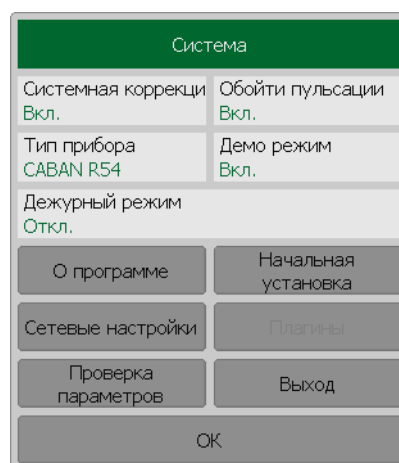 Система
Системная коррекци Обойти пульсации
Вкл. Вкл.
Тип прибора Демо режим
CABAN R54 Вкл.
Дежурный режим
Откл.
О программе
Начальная
установка
Сетевые настройки
Плагины
Проверка
параметров
Выход
ОК